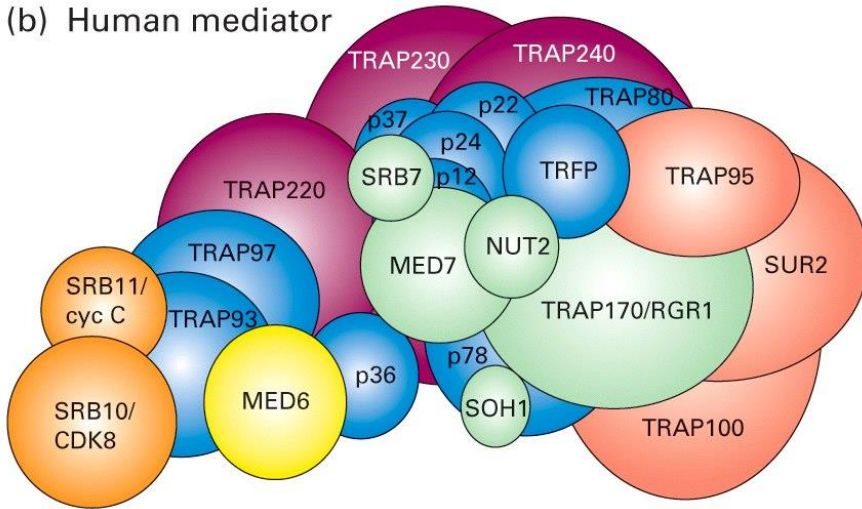 (b) Human mediator
TRAP230
TRAP240
TRAP80
p22
p37
p24
SRB7
p12
TRFP
TRAP95
TRAP220
TRAP97
MED7
NUT2
SUR2
SRB11/
cyc C
TRAP93
TRAP170/RGR1
p78
p36
MED6
SOH1
SRB10/
CDK8
TRAP100